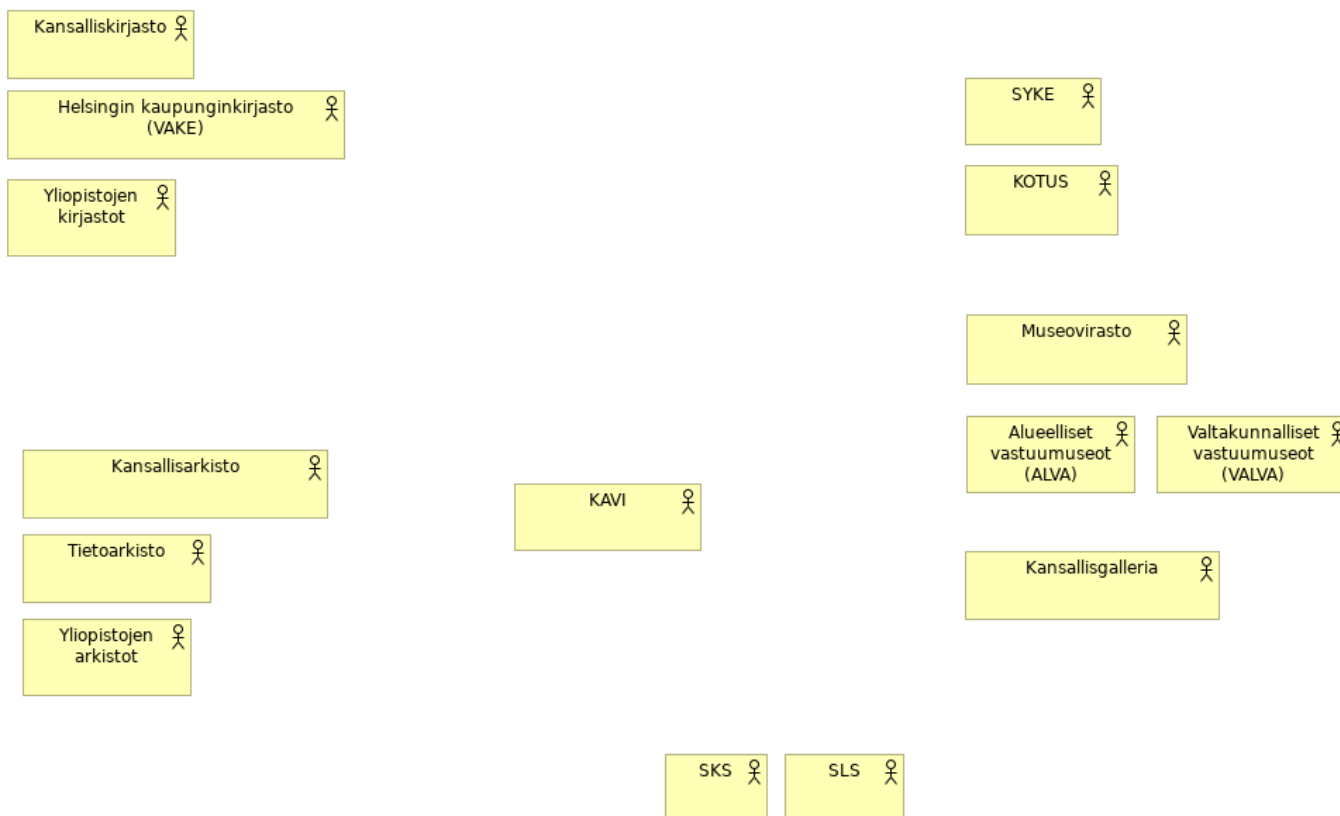 Kansalliskirjasto
Helsingin kaupunginkirjasto
(VAKE)
Yliopistojen
kirjastot
SYKE
KOTUS
Museovirasto
Alueelliset
vastuumuseot
(ALVA)
Valtakunnalliset
vastuumuseot
(VALVA)
Kansallisarkisto
Tietoarkisto
Yliopistojen
arkistot
KAVI
Kansallisgalleria
SKS
SLS